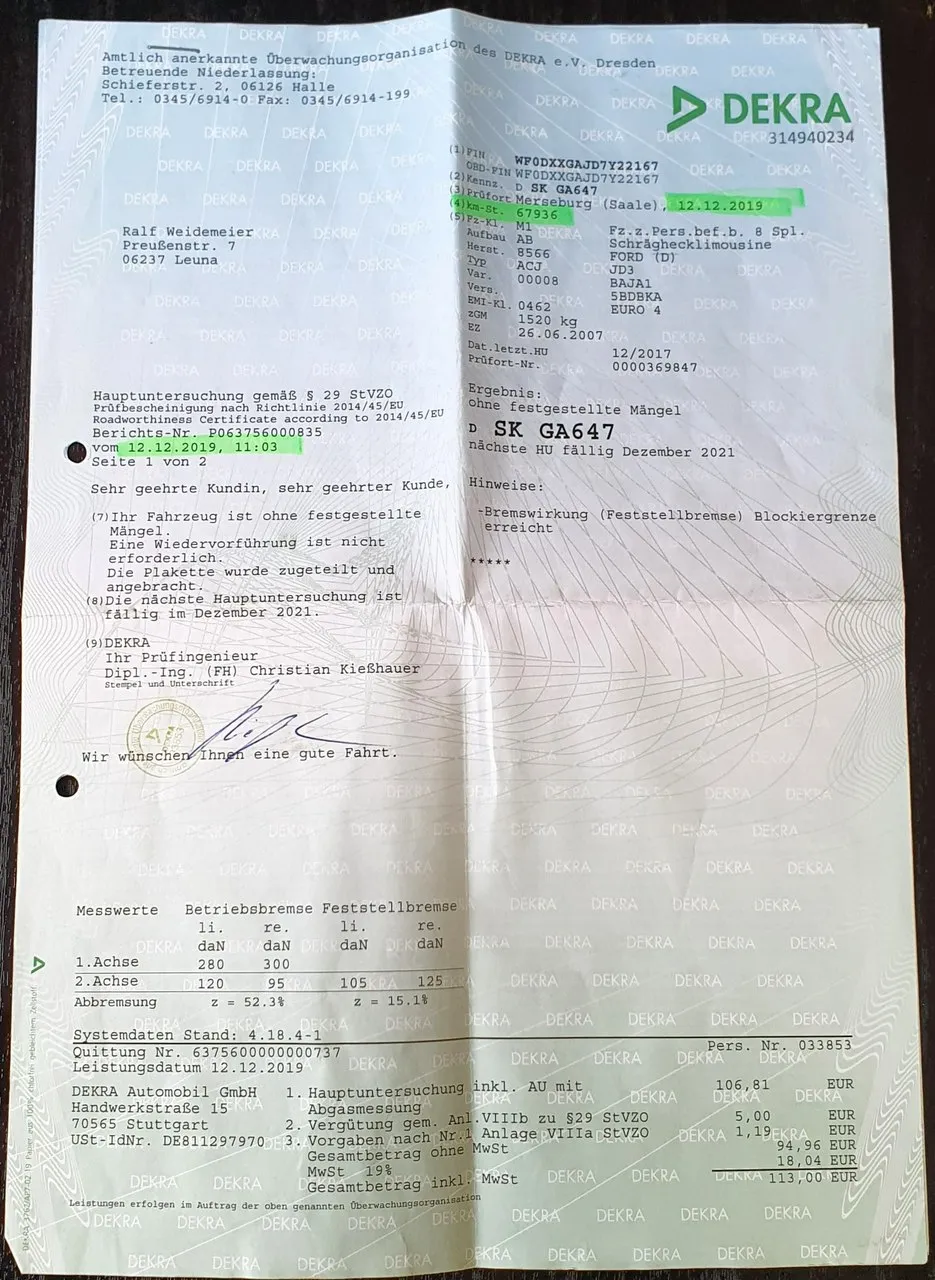 Amtlich anerkannte Überwachungsorganisation des DEKRA e.V. Dresden
Betreuende Niederlassung:
Schieferstr. 2, 06126 Halle
Tel.: 0345/6914-0 Fax: 0345/6914-199
DEKRA
314940234
(1) FIN WF0DXXGAJD7Y22167
OBD-FIN WF0DXXGAJD7Y22167
(2) Kennz. D SK GA647
(3) Prüfort Merseburg (Saale), 12.12.2019
(4) km-St. 67936
(5) Fz-Kl. M1 Fz.z.Pers.bef.b. 8 Spl.
Aufbau AB Schräghecklimousine
Herst. 8566 FORD (D)
Typ ACJ JD3
Var. 00008 BAJA1
Vers. 5BDBKA
EMI-Kl. 0462 EURO 4
zGM 1520 kg
EZ 26.06.2007
Dat.letzt.HU 12/2017
Prüfort-Nr. 0000369847
Ralf Weidemeier
Preußenstr. 7
06237 Leuna
Hauptuntersuchung gemäß § 29 StVZO
Prüfbescheinigung nach Richtlinie 2014/45/EU
Roadworthiness Certificate according to 2014/45/EU
Berichts-Nr. P063756000835
vom 12.12.2019, 11:03
Seite 1 von 2
Ergebnis:
ohne festgestellte Mängel
D SK GA647
nächste HU fällig Dezember 2021
Sehr geehrte Kundin, sehr geehrter Kunde,
(7) Ihr Fahrzeug ist ohne festgestellte
Mängel.
Eine Wiedervorführung ist nicht
erforderlich.
Die Plakette wurde zugeteilt und
angebracht.
(8) Die nächste Hauptuntersuchung ist
fällig im Dezember 2021.
Hinweise:
-Bremswirkung (Feststellbremse) Blockiergrenze
erreicht
*****
(9) DEKRA
Ihr Prüfingenieur
Dipl.-Ing. (FH) Christian Kießhauer
Stempel und Unterschrift
Wir wünschen Ihnen eine gute Fahrt.
Messwerte Betriebsbremse Feststellbremse
li. re. li. re.
daN daN daN daN
1.Achse 280 300
2.Achse 120 95 105 125
Abbremsung z = 52.3% z = 15.1%
Systemdaten Stand: 4.18.4-1
Quittung Nr. 6375600000000737 Pers. Nr. 033853
Leistungsdatum 12.12.2019
DEKRA Automobil GmbH
Handwerkstraße 15
70565 Stuttgart
USt-IdNr. DE811297970
1. Hauptuntersuchung inkl. AU mit 106,81 EUR
Abgasmessung
2. Vergütung gem. Anl.VIIIb zu §29 StVZO 5,00 EUR
3. Vorgaben nach Nr.1 Anlage VIIIa StVZO 1,19 EUR
Gesamtbetrag ohne MwSt 94,96 EUR
MwSt 19% 18,04 EUR
Gesamtbetrag inkl. MwSt 113,00 EUR
Leistungen erfolgen im Auftrag der oben genannten Überwachungsorganisation